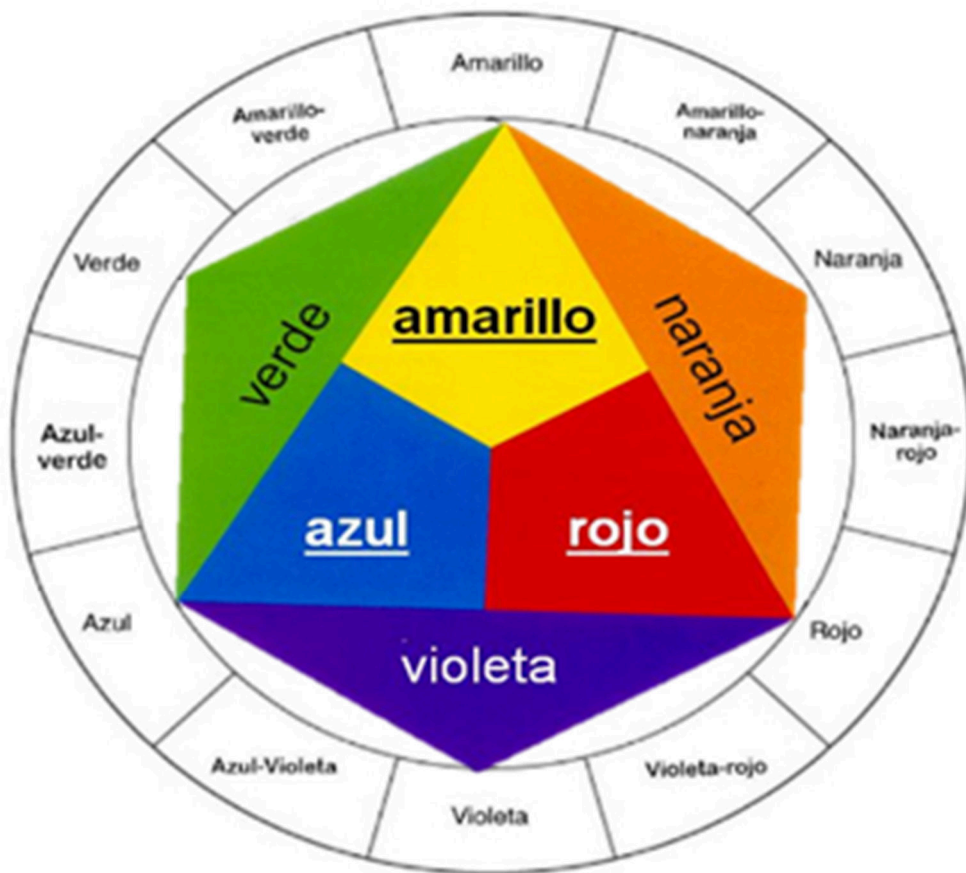 Amarillo
Amarillo-
verde
Amarillo-
naranja
Verde
Naranja
verde
amarillo
naranja
Azul-
verde
Naranja-
rojo
azul
rojo
Azul
Rojo
violeta
Azul-Violeta
Violeta-rojo
Violeta